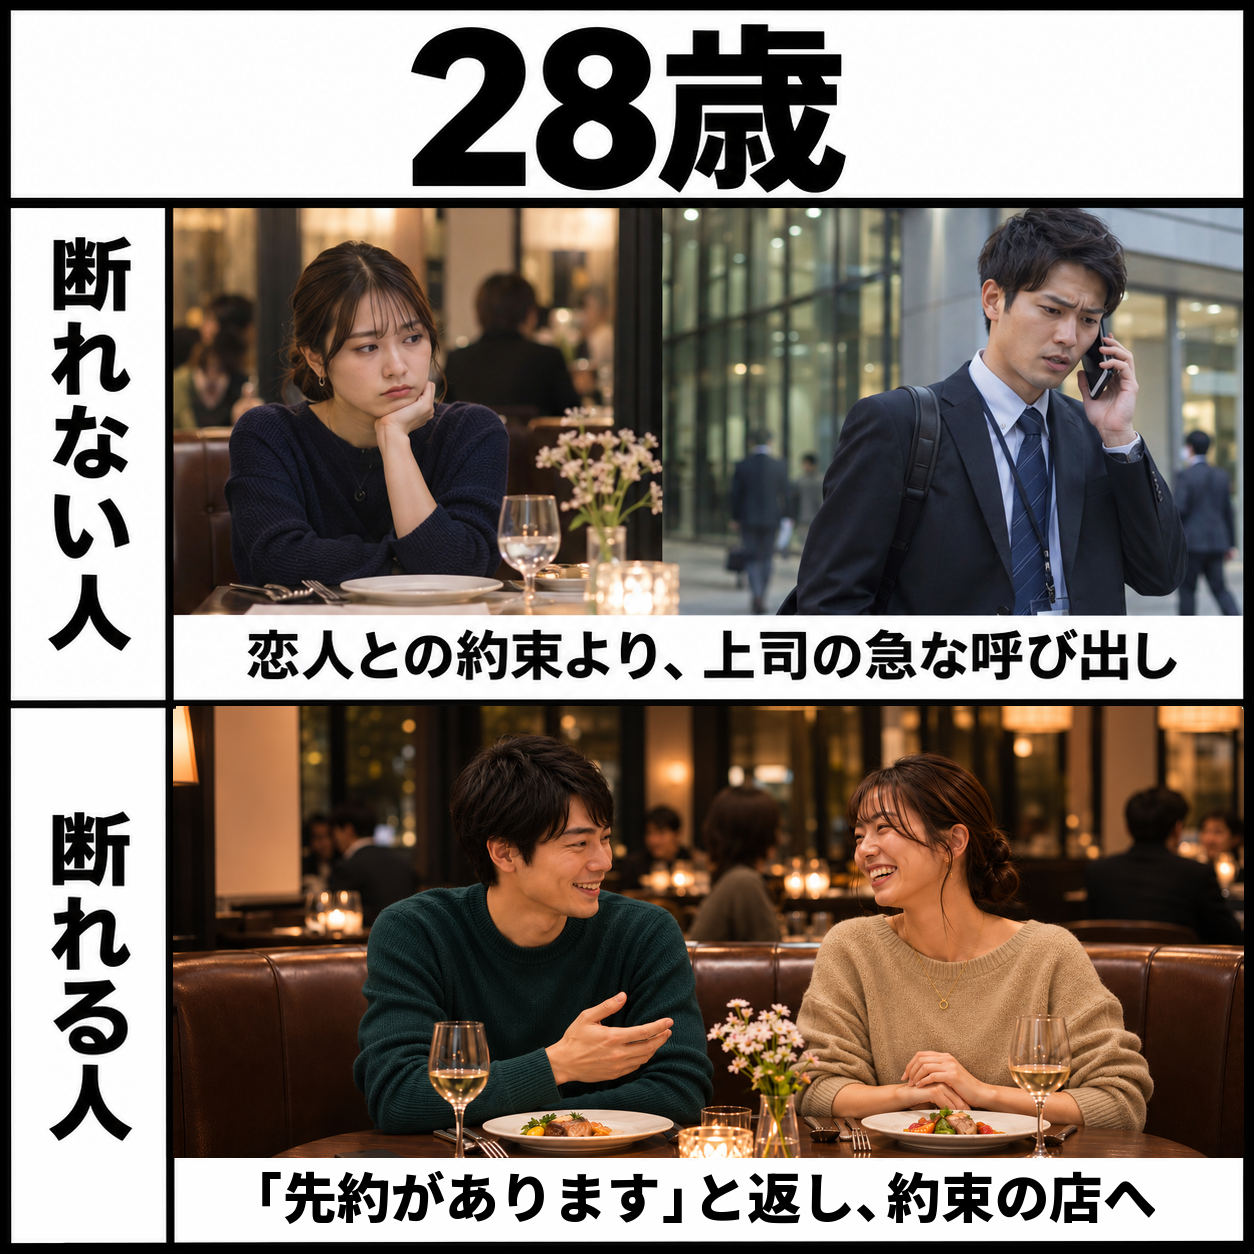 28歳
断れない人
恋人との約束より、上司の急な呼び出し
断れる人
「先約があります」と返し、約束の店へ